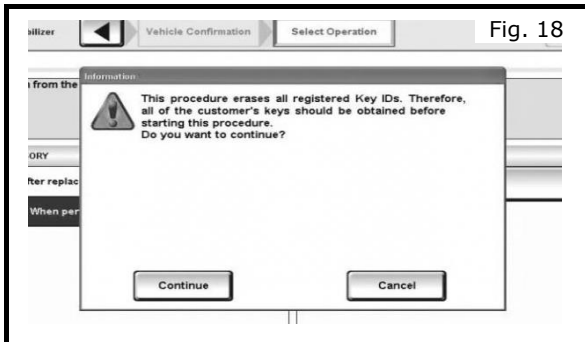 Fig. 18
bilizer Vehicle Confirmation Select Operation
Information
n from the
This procedure erases all registered Key IDs. Therefore,
all of the customer's keys should be obtained before
starting this procedure.
Do you want to continue?
ORY
fter replac
When per
Continue Cancel